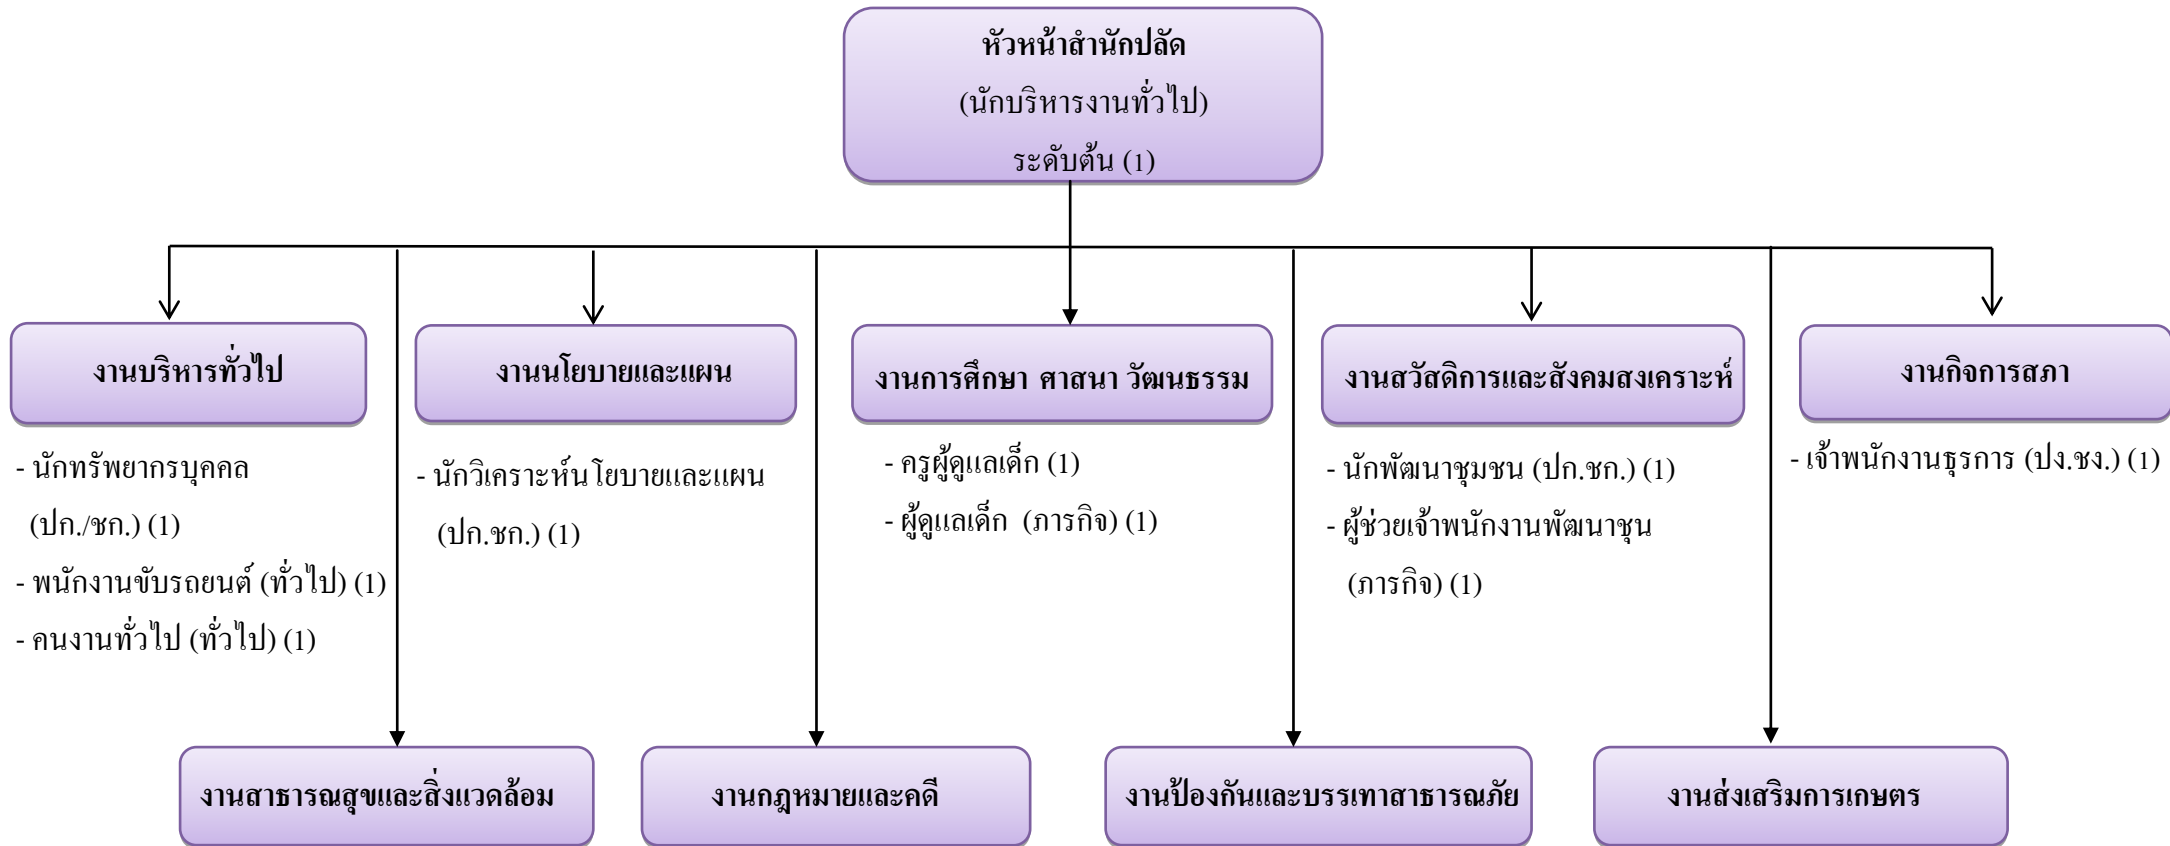 หัวหน้าสำนักปลัด
(นักบริหารงานทั่วไป)
ระดับต้น (1)
งานบริหารทั่วไป
- นักทรัพยากรบุคคล
(ปก./ชก.) (1)
- พนักงานขับรถยนต์ (ทั่วไป) (1)
- คนงานทั่วไป (ทั่วไป) (1)
งานนโยบายและแผน
- นักวิเคราะห์นโยบายและแผน
(ปก.ชก.) (1)
งานการศึกษา ศาสนา วัฒนธรรม
- ครูผู้ดูแลเด็ก (1)
- ผู้ดูแลเด็ก (ภารกิจ) (1)
งานสวัสดิการและสังคมสงเคราะห์
- นักพัฒนาชุมชน (ปก.ชก.) (1)
- ผู้ช่วยเจ้าพนักงานพัฒนาชุน
(ภารกิจ) (1)
งานกิจการสภา
- เจ้าพนักงานธุรการ (ปง.ชง.) (1)
งานสาธารณสุขและสิ่งแวดล้อม
งานกฎหมายและคดี
งานป้องกันและบรรเทาสาธารณภัย
งานส่งเสริมการเกษตร